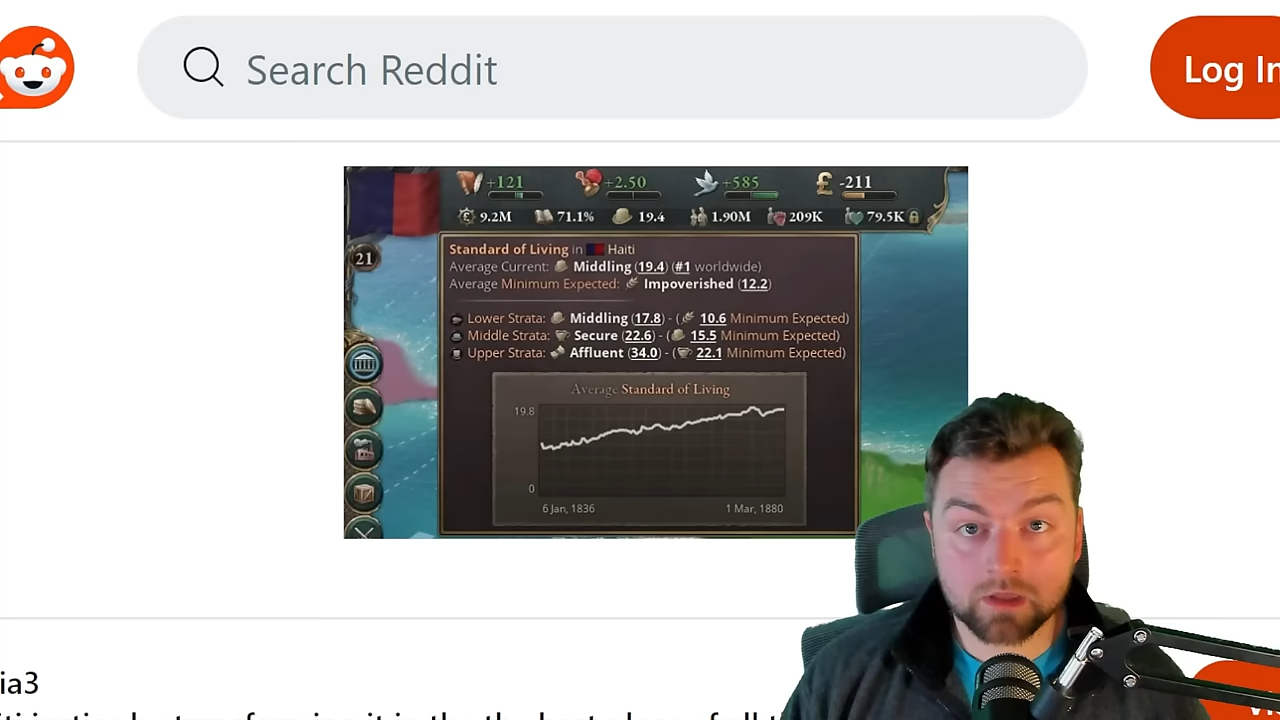 Search Reddit
Log In
+121 +2.50 +585 -211
9.2M 71.1% 19.4 1.90M 209K 79.5K
21
Standard of Living in Haiti
Average Current: Middling (19.4) (#1 worldwide)
Average Minimum Expected: Impoverished (12.2)
Lower Strata: Middling (17.8) - ( 10.6 Minimum Expected)
Middle Strata: Secure (22.6) - ( 15.5 Minimum Expected)
Upper Strata: Affluent (34.0) - ( 22.1 Minimum Expected)
Average Standard of Living
19.8
0
6 Jan, 1836 1 Mar, 1880
ia3